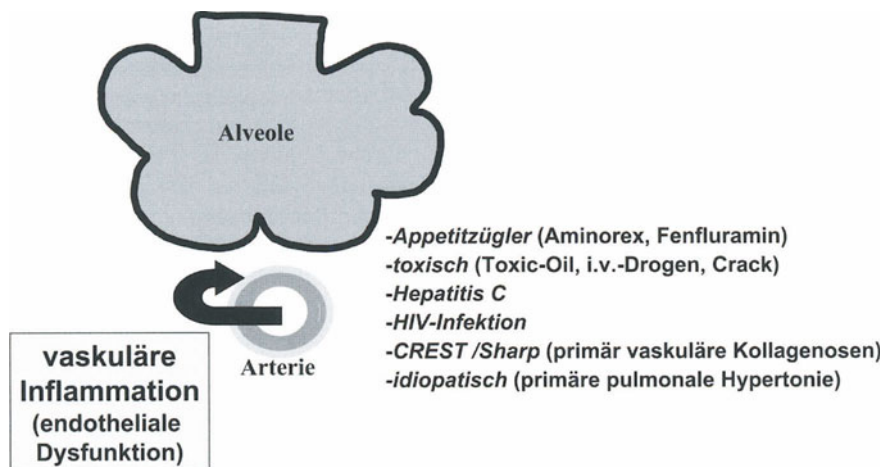 Alveole
-Appetitzügler (Aminorex, Fenfluramin)
-toxisch (Toxic-Oil, i.v.-Drogen, Crack)
-Hepatitis C
-HIV-Infektion
-CREST /Sharp (primär vaskuläre Kollagenosen)
-idiopatisch (primäre pulmonale Hypertonie)
Arterie
vaskuläre
Inflammation
(endotheliale
Dysfunktion)